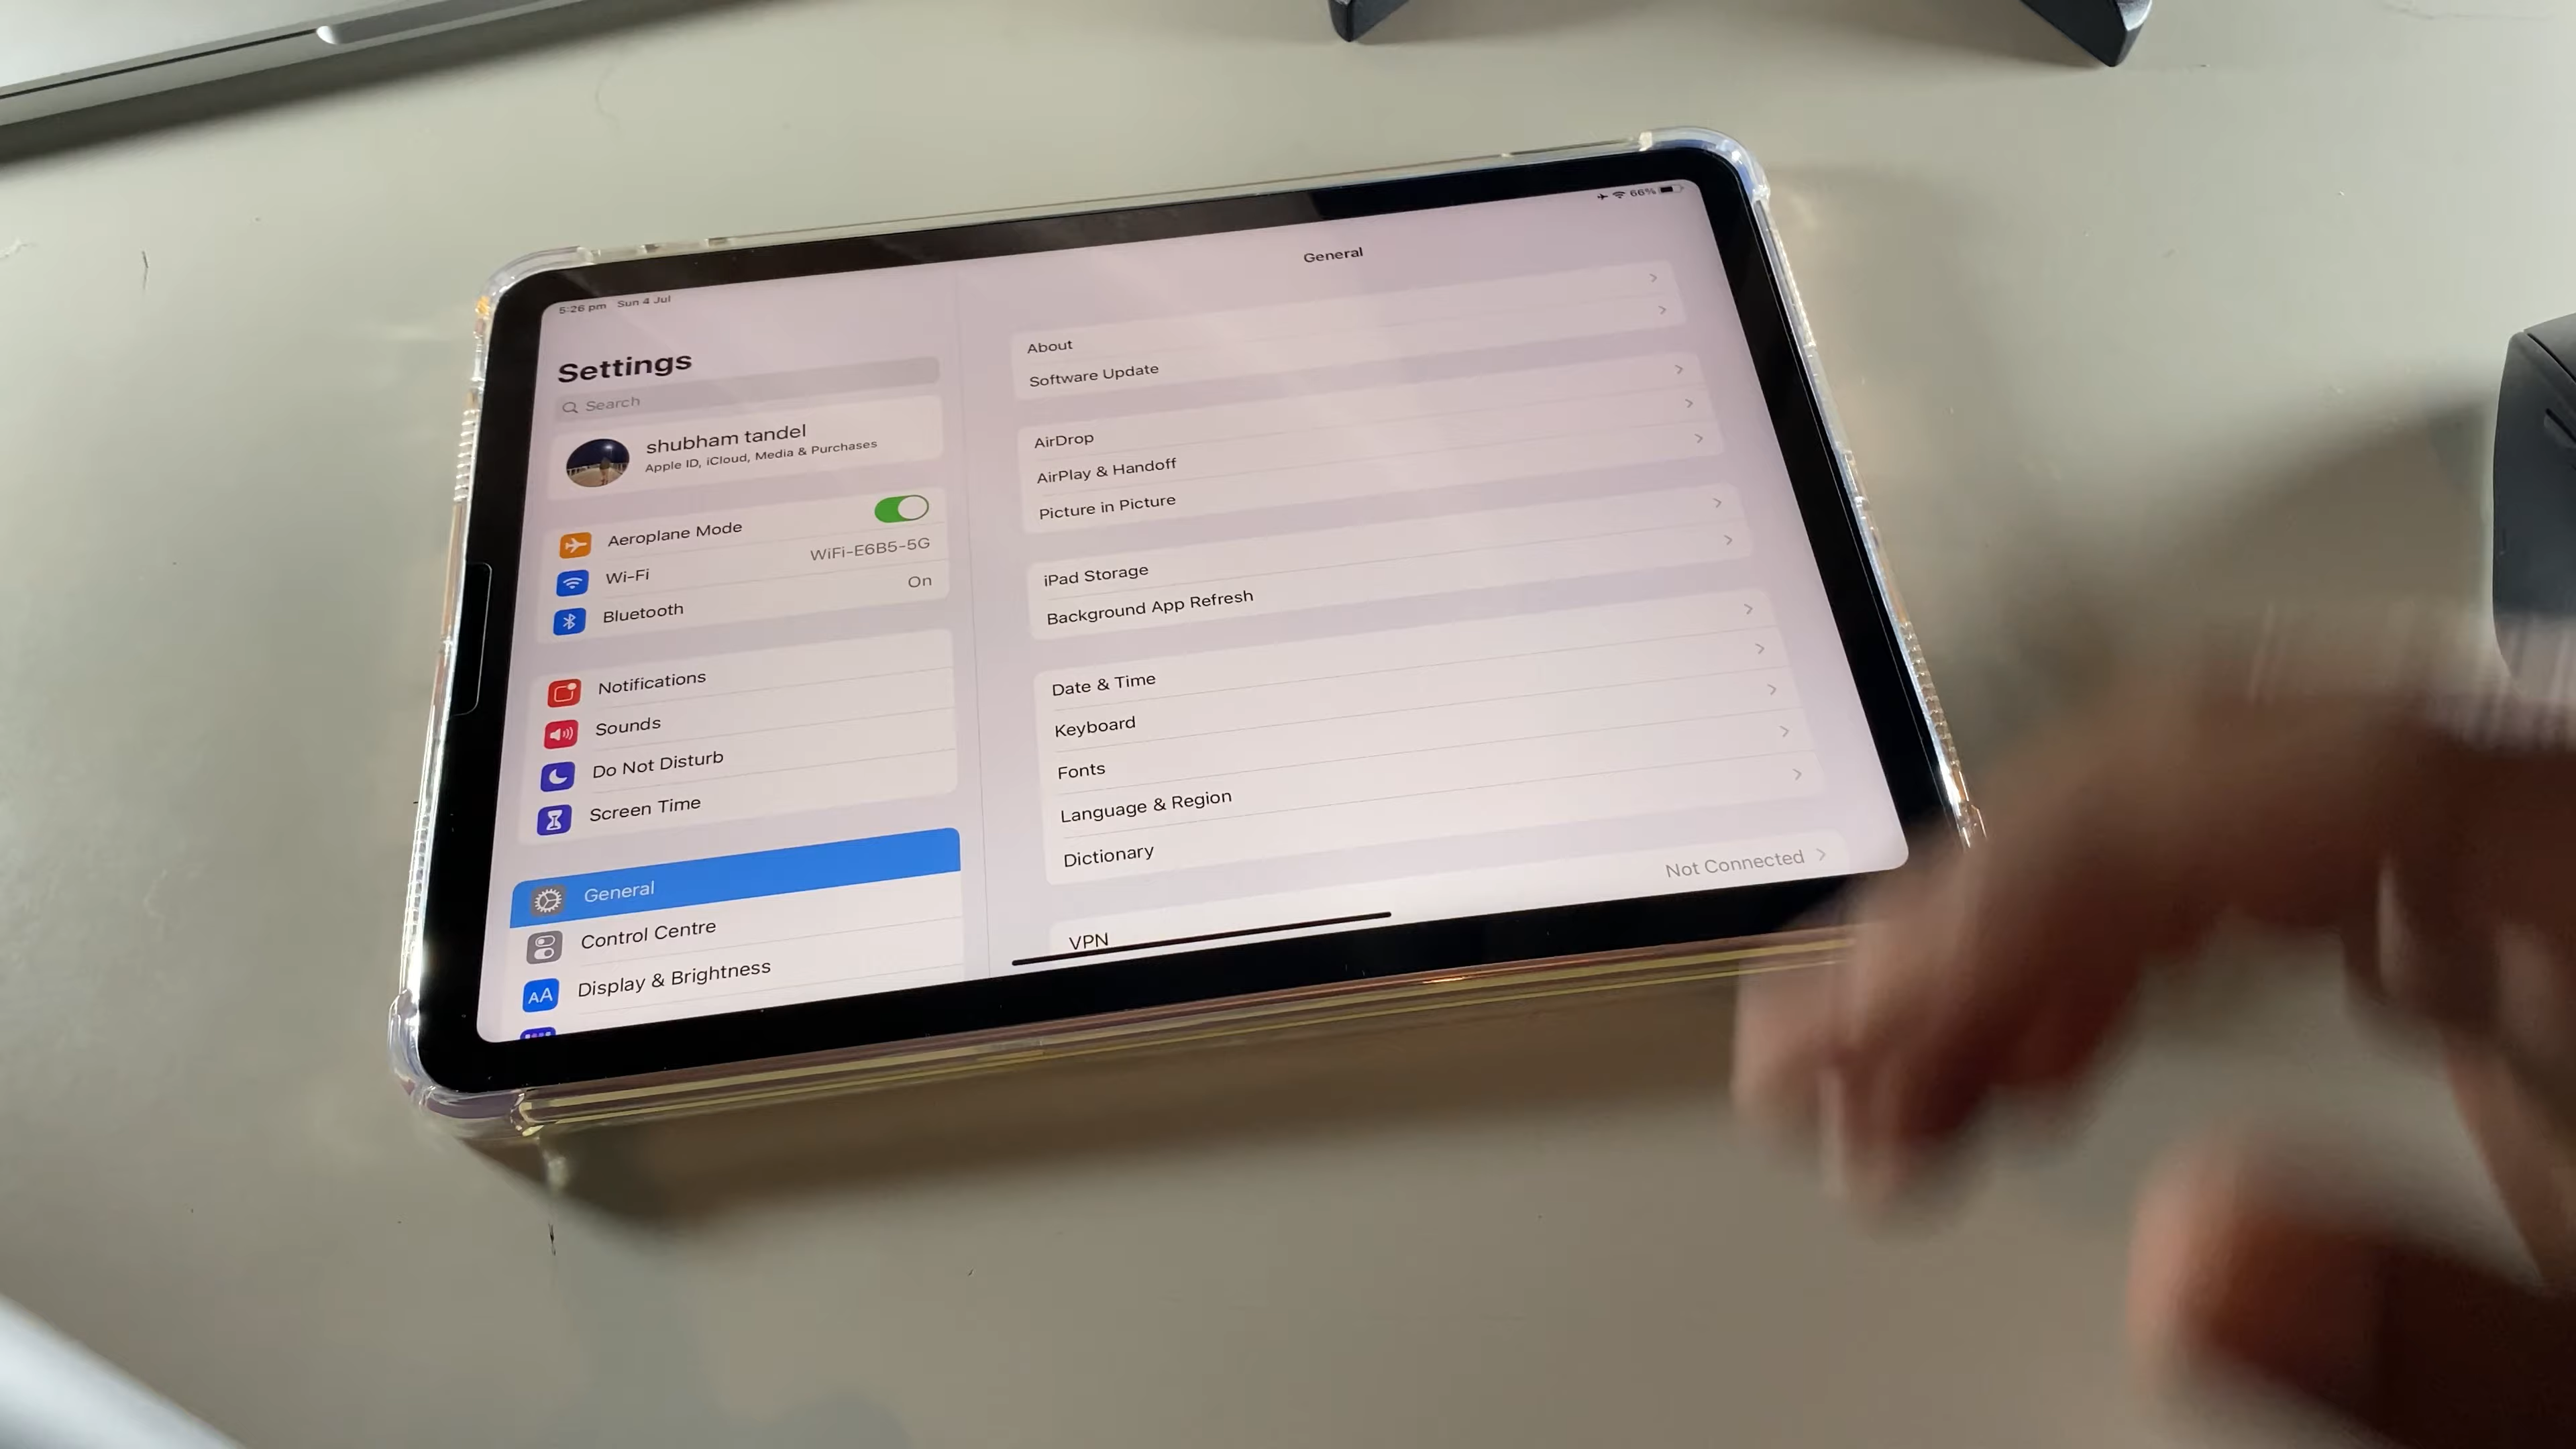 5:26 pm Sun 4 Jul
66%
Settings
Search
shubham tandel
Apple ID, iCloud, Media & Purchases
Aeroplane Mode
Wi-Fi WiFi-E6B5-5G
Bluetooth On
Notifications
Sounds
Do Not Disturb
Screen Time
General
Control Centre
AA Display & Brightness
General
About
Software Update
AirDrop
AirPlay & Handoff
Picture in Picture
iPad Storage
Background App Refresh
Date & Time
Keyboard
Fonts
Language & Region
Dictionary
VPN Not Connected